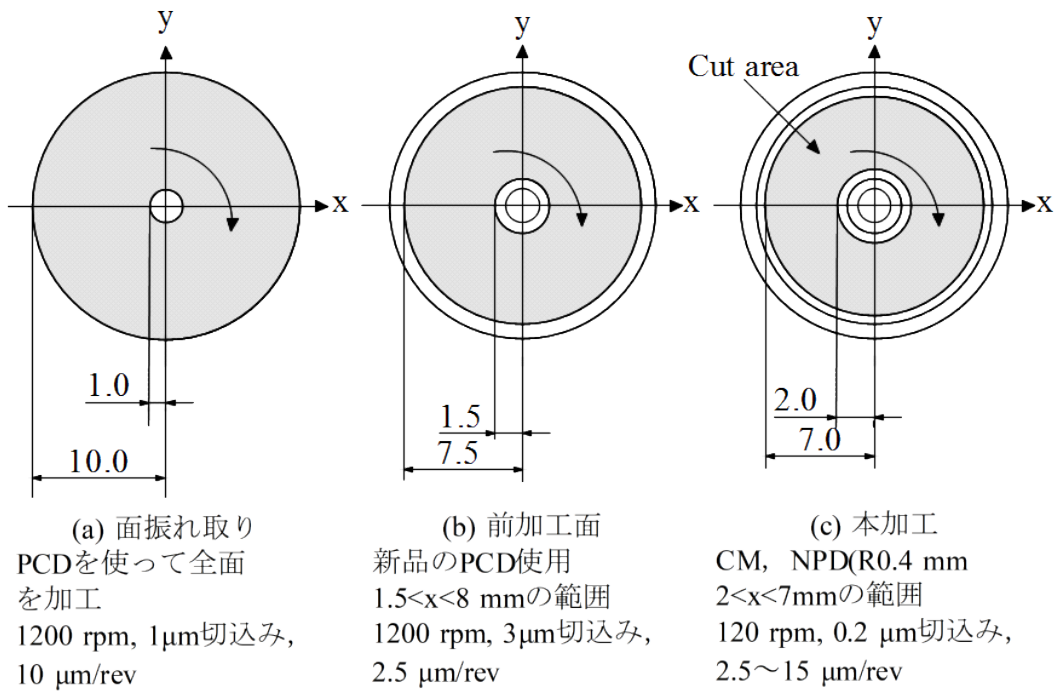 y
x
1.0
10.0
(a) 面振れ取り
PCDを使って全面
を加工
1200 rpm, 1μm切込み,
10 μm/rev
y
x
1.5
7.5
(b) 前加工面
新品のPCD使用
1.5<x<8 mmの範囲
1200 rpm, 3μm切込み,
2.5 μm/rev
y
Cut area
x
2.0
7.0
(c) 本加工
CM, NPD(R0.4 mm
2<x<7mmの範囲
120 rpm, 0.2 μm切込み,
2.5～15 μm/rev